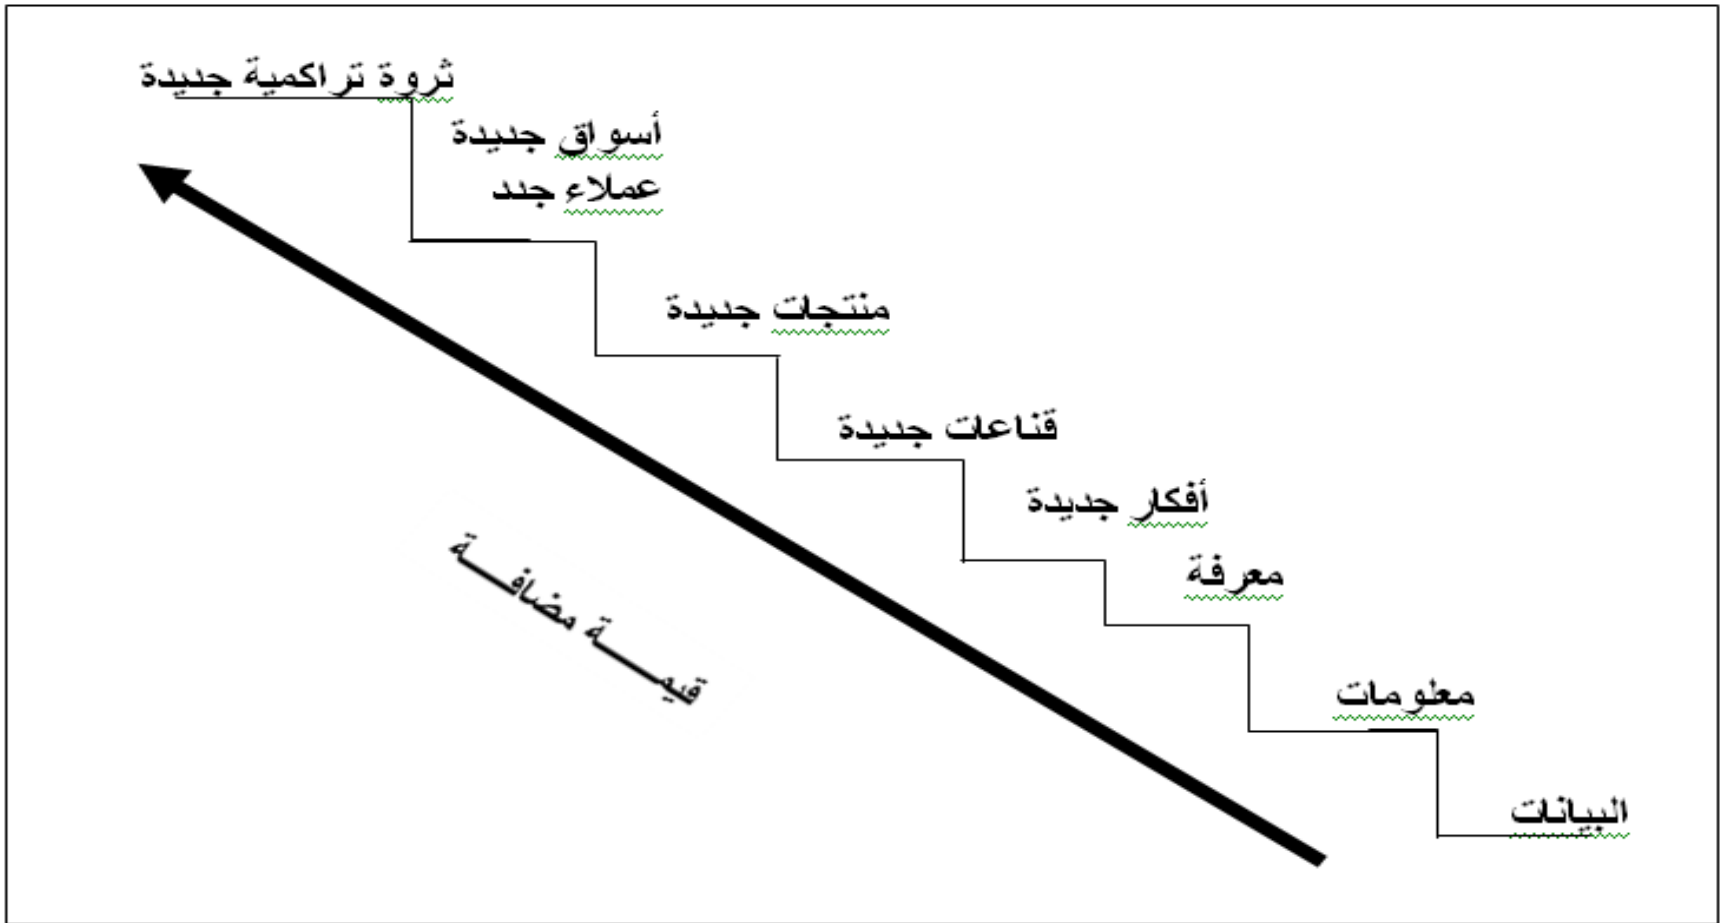 ثروة تراكمية جديدة
أسواق جديدة
عملاء جدد
منتجات جديدة
قناعات جديدة
أفكار جديدة
معرفة
معلومات
البيانات
قيمـــــة مضافـــــة